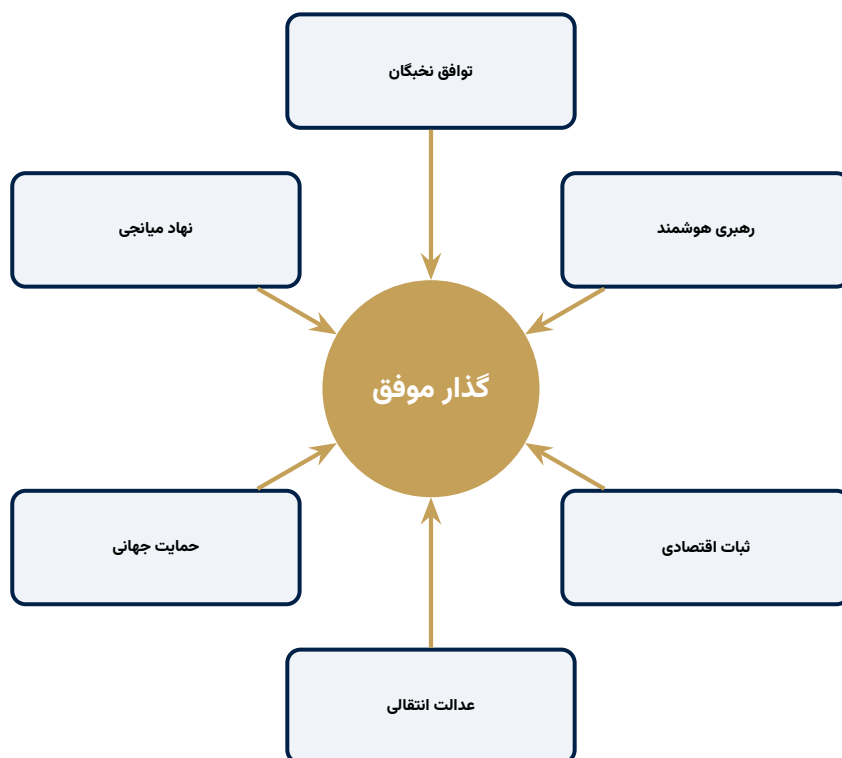 توافق نخبگان
رهبری هوشمند
نهاد میانجی
گذار موفق
ثبات اقتصادی
حمایت جهانی
عدالت انتقالی